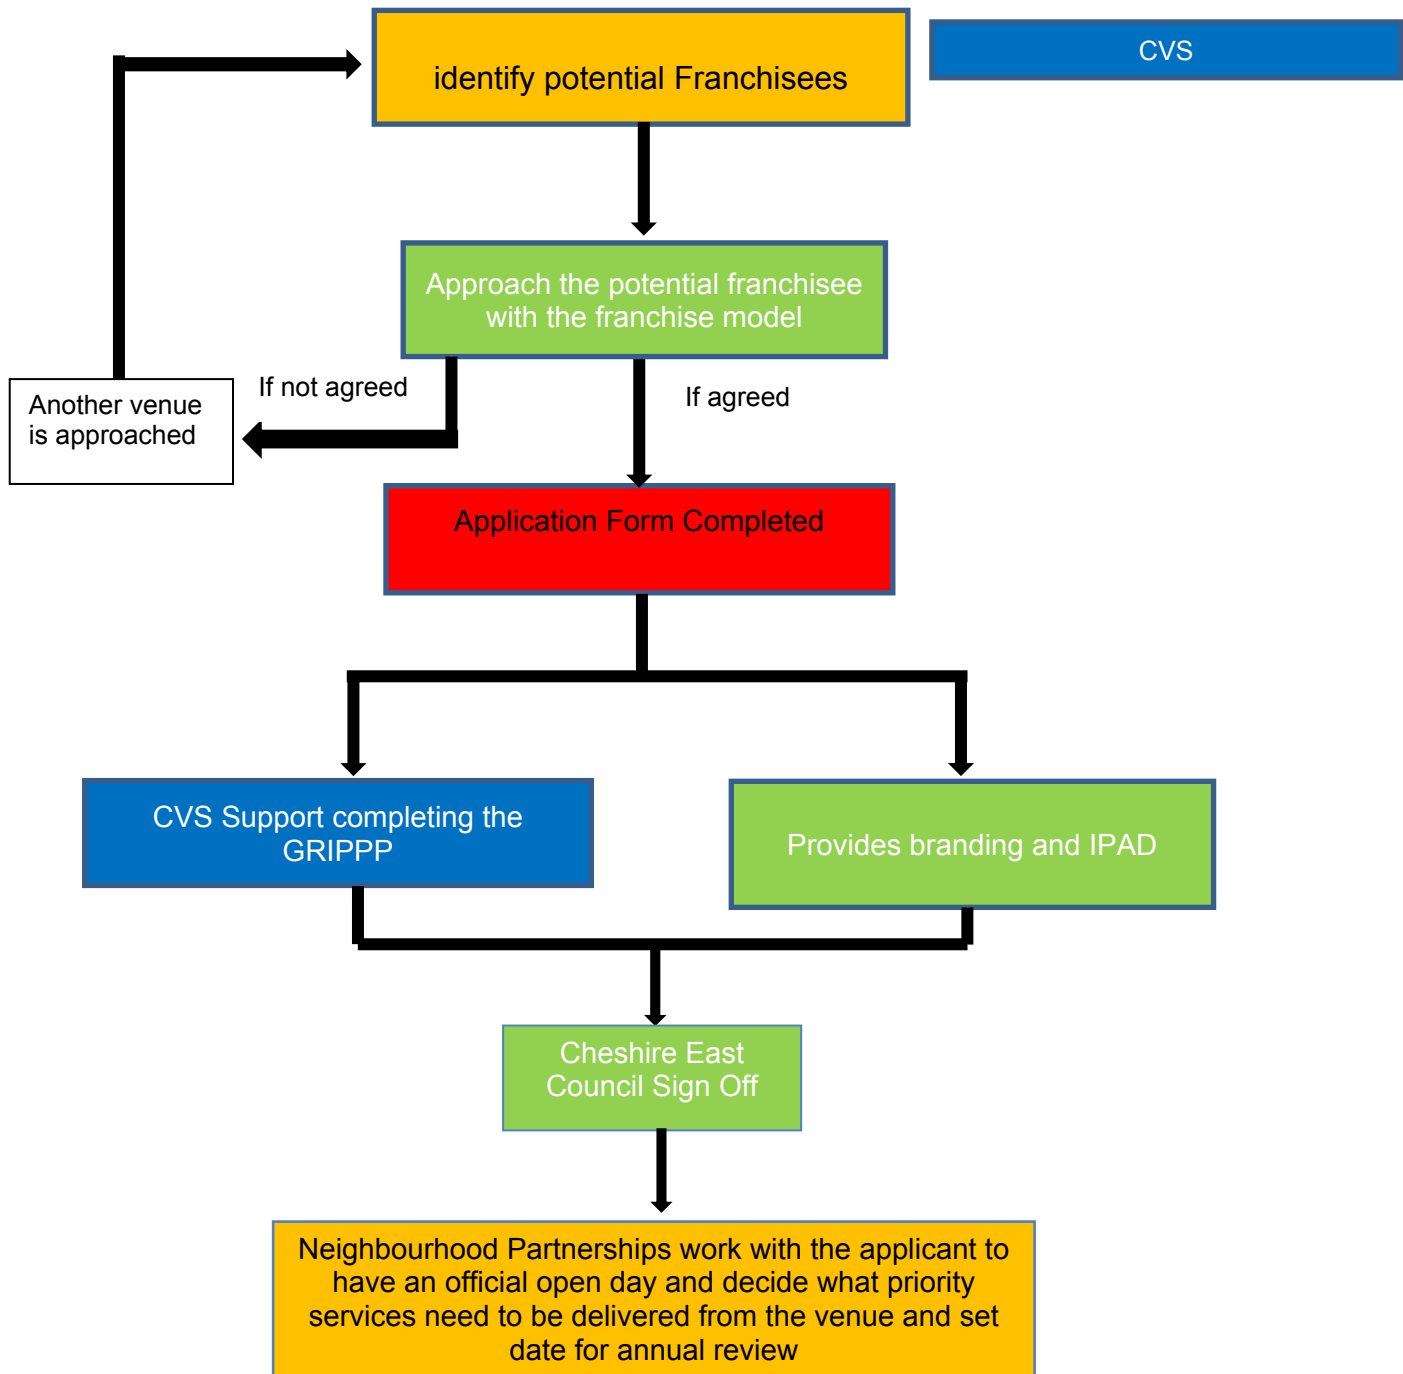 identify potential Franchisees
CVS
Approach the potential franchisee
with the franchise model
If not agreed
If agreed
Another venue
is approached
Application Form Completed
CVS Support completing the
GRIPPP
Provides branding and IPAD
Cheshire East
Council Sign Off
Neighbourhood Partnerships work with the applicant to
have an official open day and decide what priority
services need to be delivered from the venue and set
date for annual review